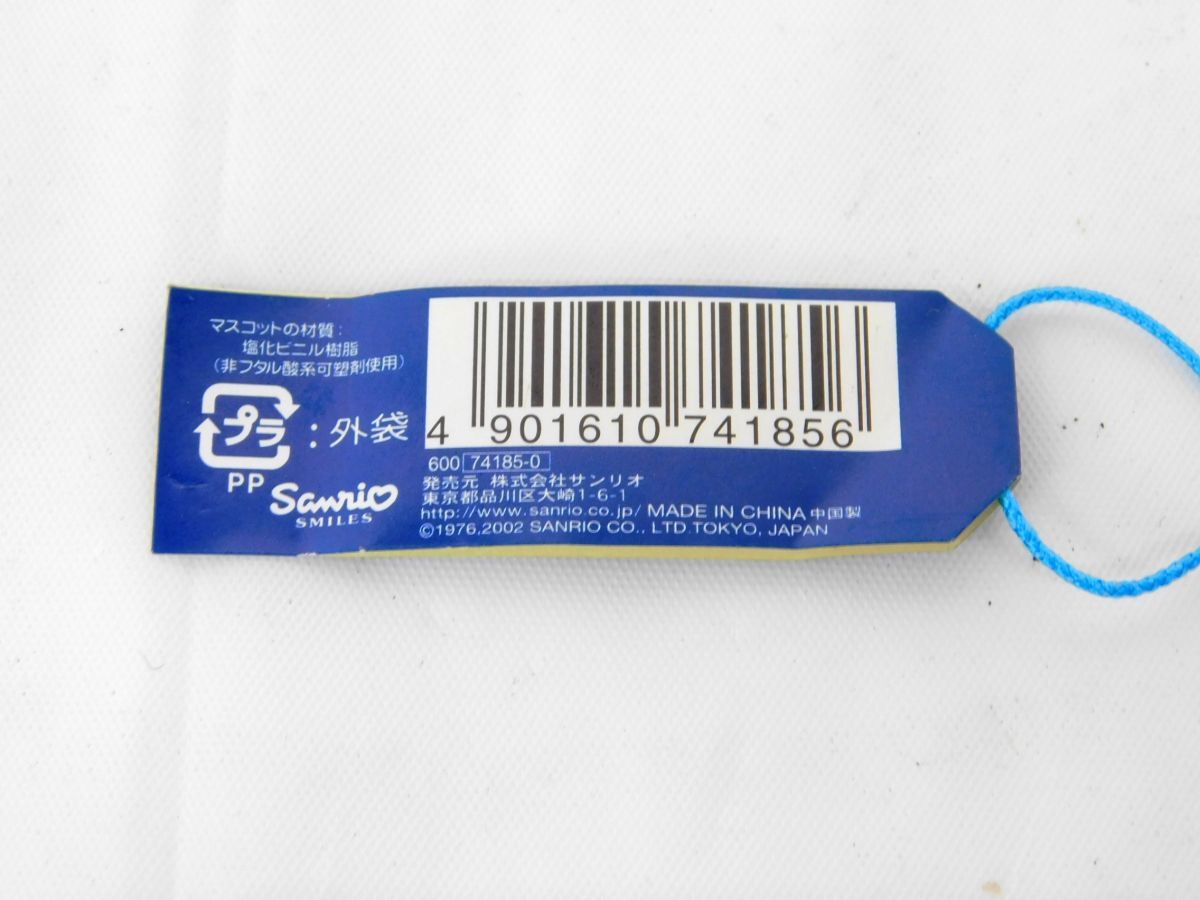 マスコットの材質:
塩化ビニル樹脂
(非フタル酸系可塑剤使用)
プラ : 外袋
PP
Sanrio
SMILES
4 901610 741856
600 74185-0
発売元 株式会社サンリオ
東京都品川区大崎1-6-1
http://www.sanrio.co.jp/ MADE IN CHINA 中国製
©1976,2002 SANRIO CO., LTD.TOKYO, JAPAN